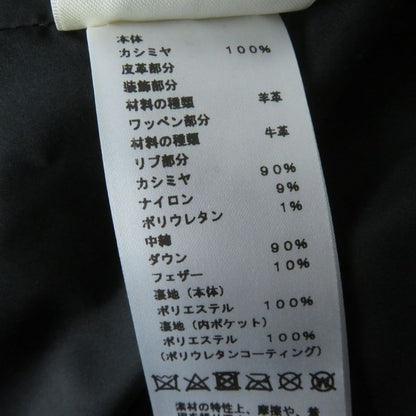 本体
カシミヤ 100%
皮革部分
装飾部分
材料の種類 羊革
ワッペン部分
材料の種類 牛革
リブ部分
カシミヤ 90%
ナイロン 9%
ポリウレタン 1%
中綿
ダウン 90%
フェザー 10%
裏地(本体)
ポリエステル 100%
裏地(内ポケット)
ポリエステル 100%
(ポリウレタンコーティング)
素材の特性上、摩擦や、着